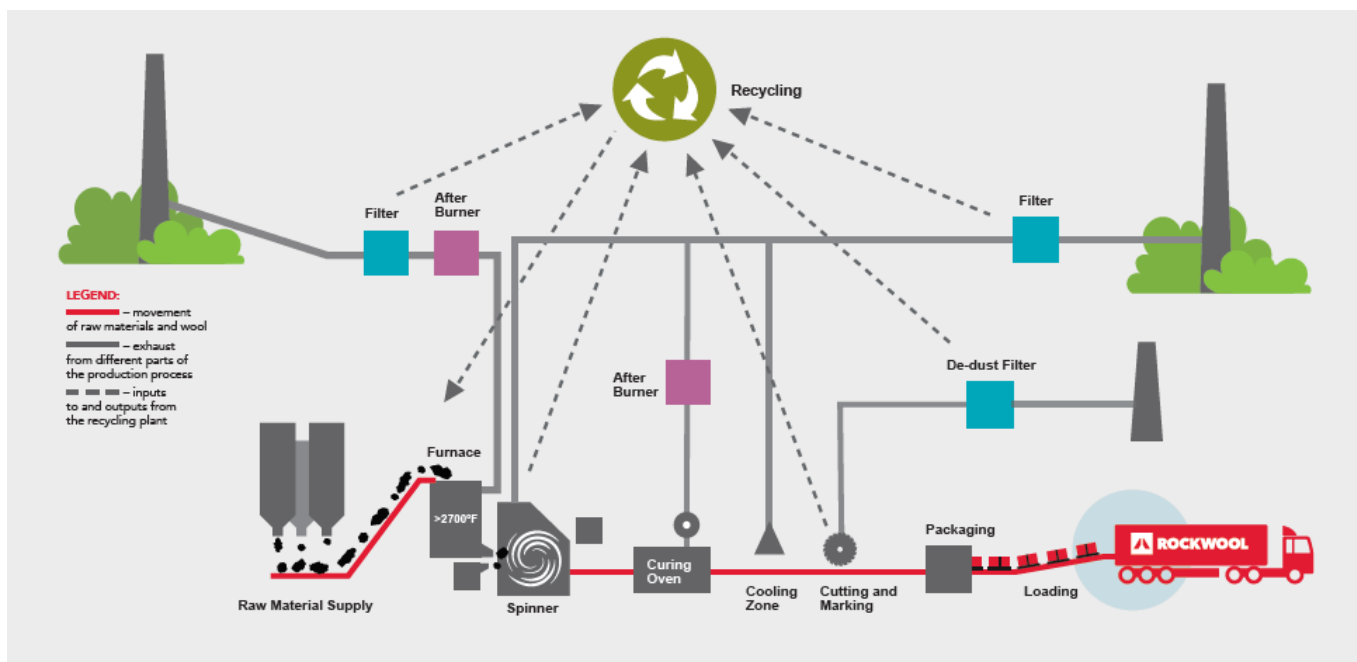 Recycling
After
Burner
Filter
Filter
LEGEND:
– movement
of raw materials and wool
– exhaust
from different parts of
the production process
– inputs
to and outputs from
the recycling plant
After
Burner
De-dust Filter
Furnace
>2700°F
Packaging
ROCKWOOL
Curing
Oven
Raw Material Supply
Spinner
Cooling
Zone
Cutting and
Marking
Loading